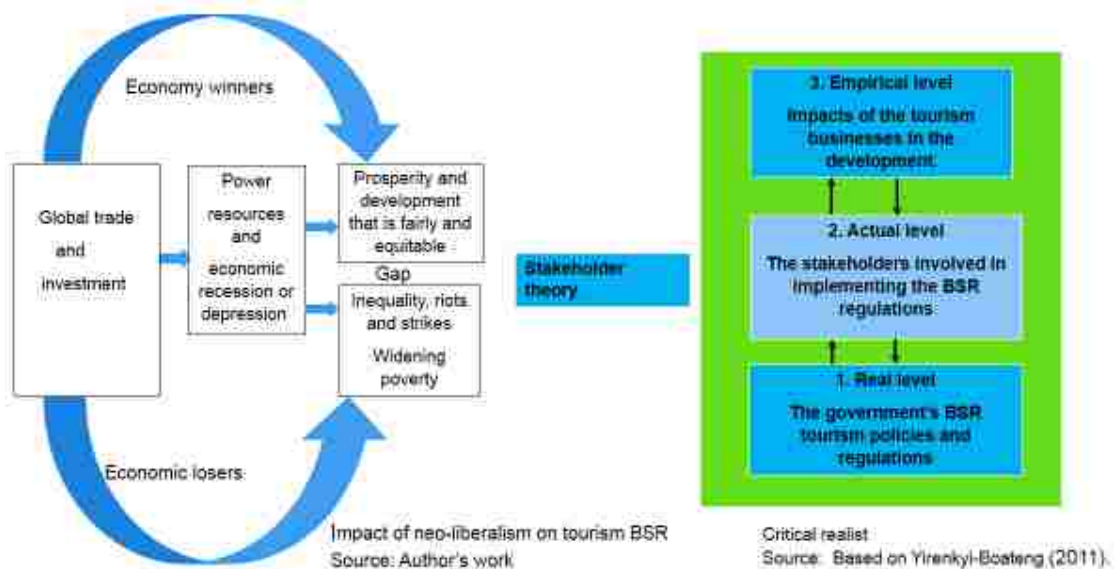 Economy winners
Global trade
and
investment
Power
resources
and
economic
recession or
depression
Prosperity and
development
that is fairly and
equitable
Gap
Inequality, riots
and strikes
Widening
poverty
Economic losers
Impact of neo-liberalism on tourism BSR
Source: Author's work
Stakeholder
theory
3. Empirical level
Impacts of the tourism
businesses in the
development
2. Actual level
The stakeholders involved in
implementing the BSR
regulations
1. Real level
The government's BSR
tourism policies and
regulations
Critical realist
Source: Based on Yirenkyi-Boateng (2011).